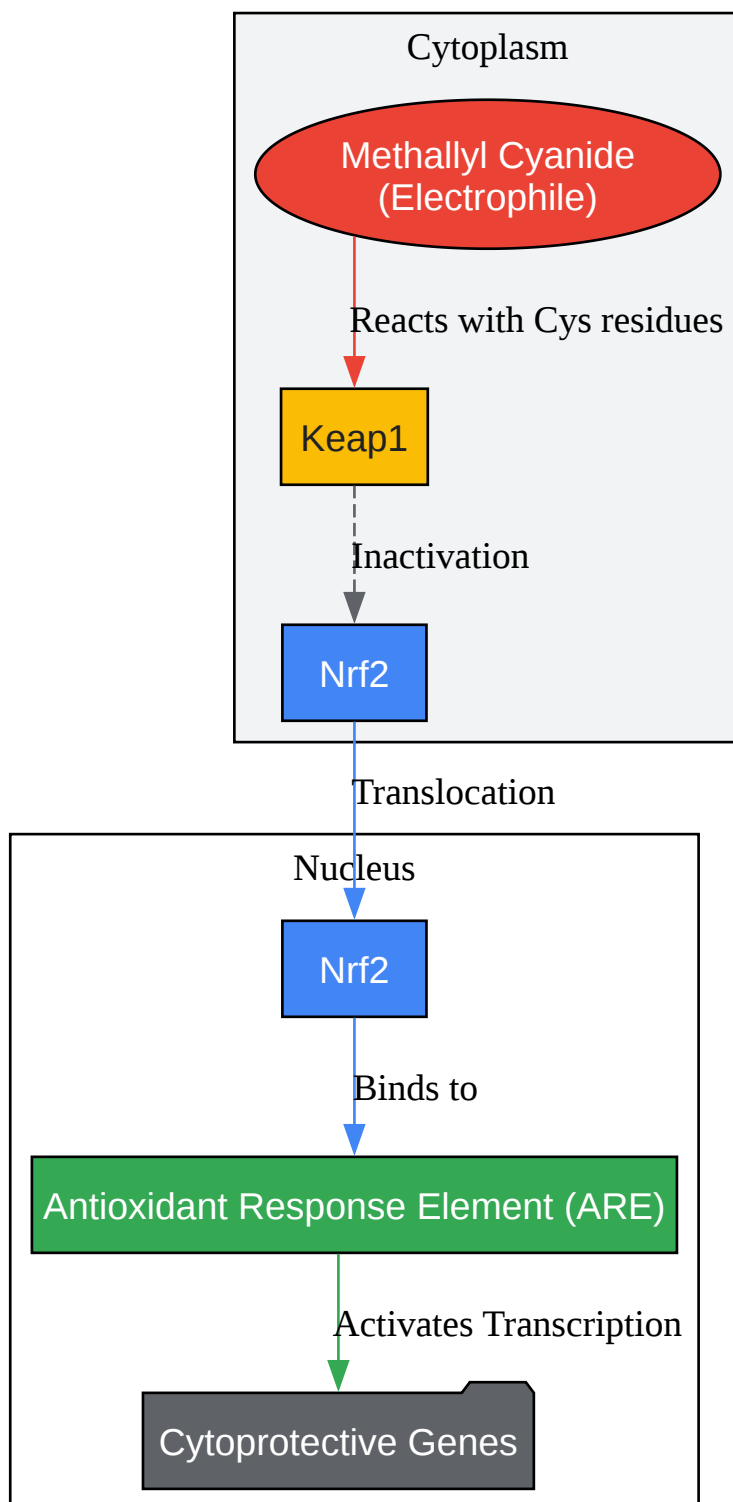 Cytoplasm
Methallyl Cyanide
(Electrophile)
Reacts with Cys residues
Keap1
Inactivation
Nrf2
Translocation
Nucleus
Nrf2
Binds to
Antioxidant Response Element (ARE)
Activates Transcription
Cytoprotective Genes